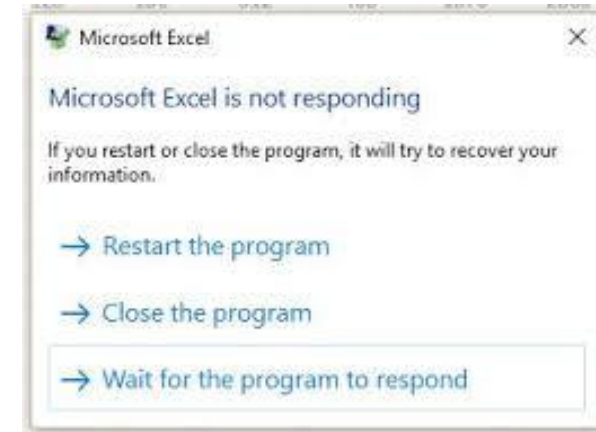 Microsoft Excel
Microsoft Excel is not responding
If you restart or close the program, it will try to recover your
information.
→ Restart the program
→ Close the program
→ Wait for the program to respond